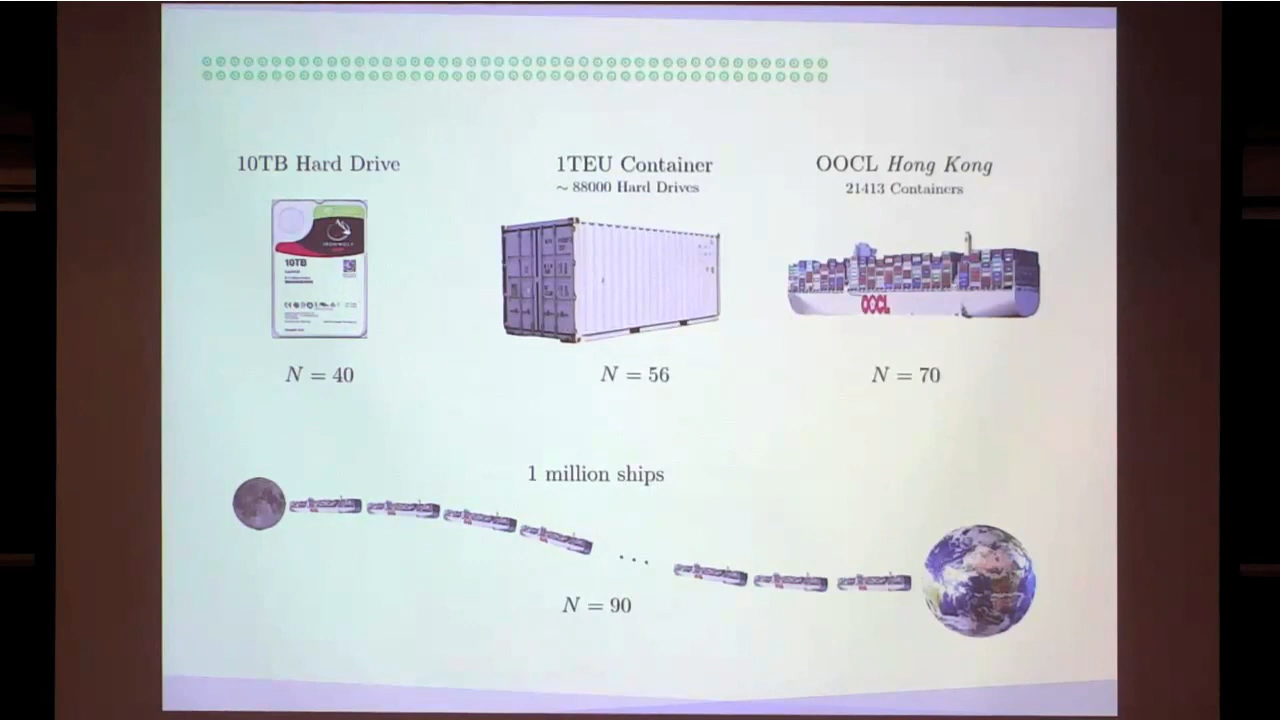 10TB Hard Drive
1TEU Container
~ 88000 Hard Drives
OOCL Hong Kong
21413 Containers
IRONWOLF
10TB
OOCL
N = 40
N = 56
N = 70
1 million ships
N = 90